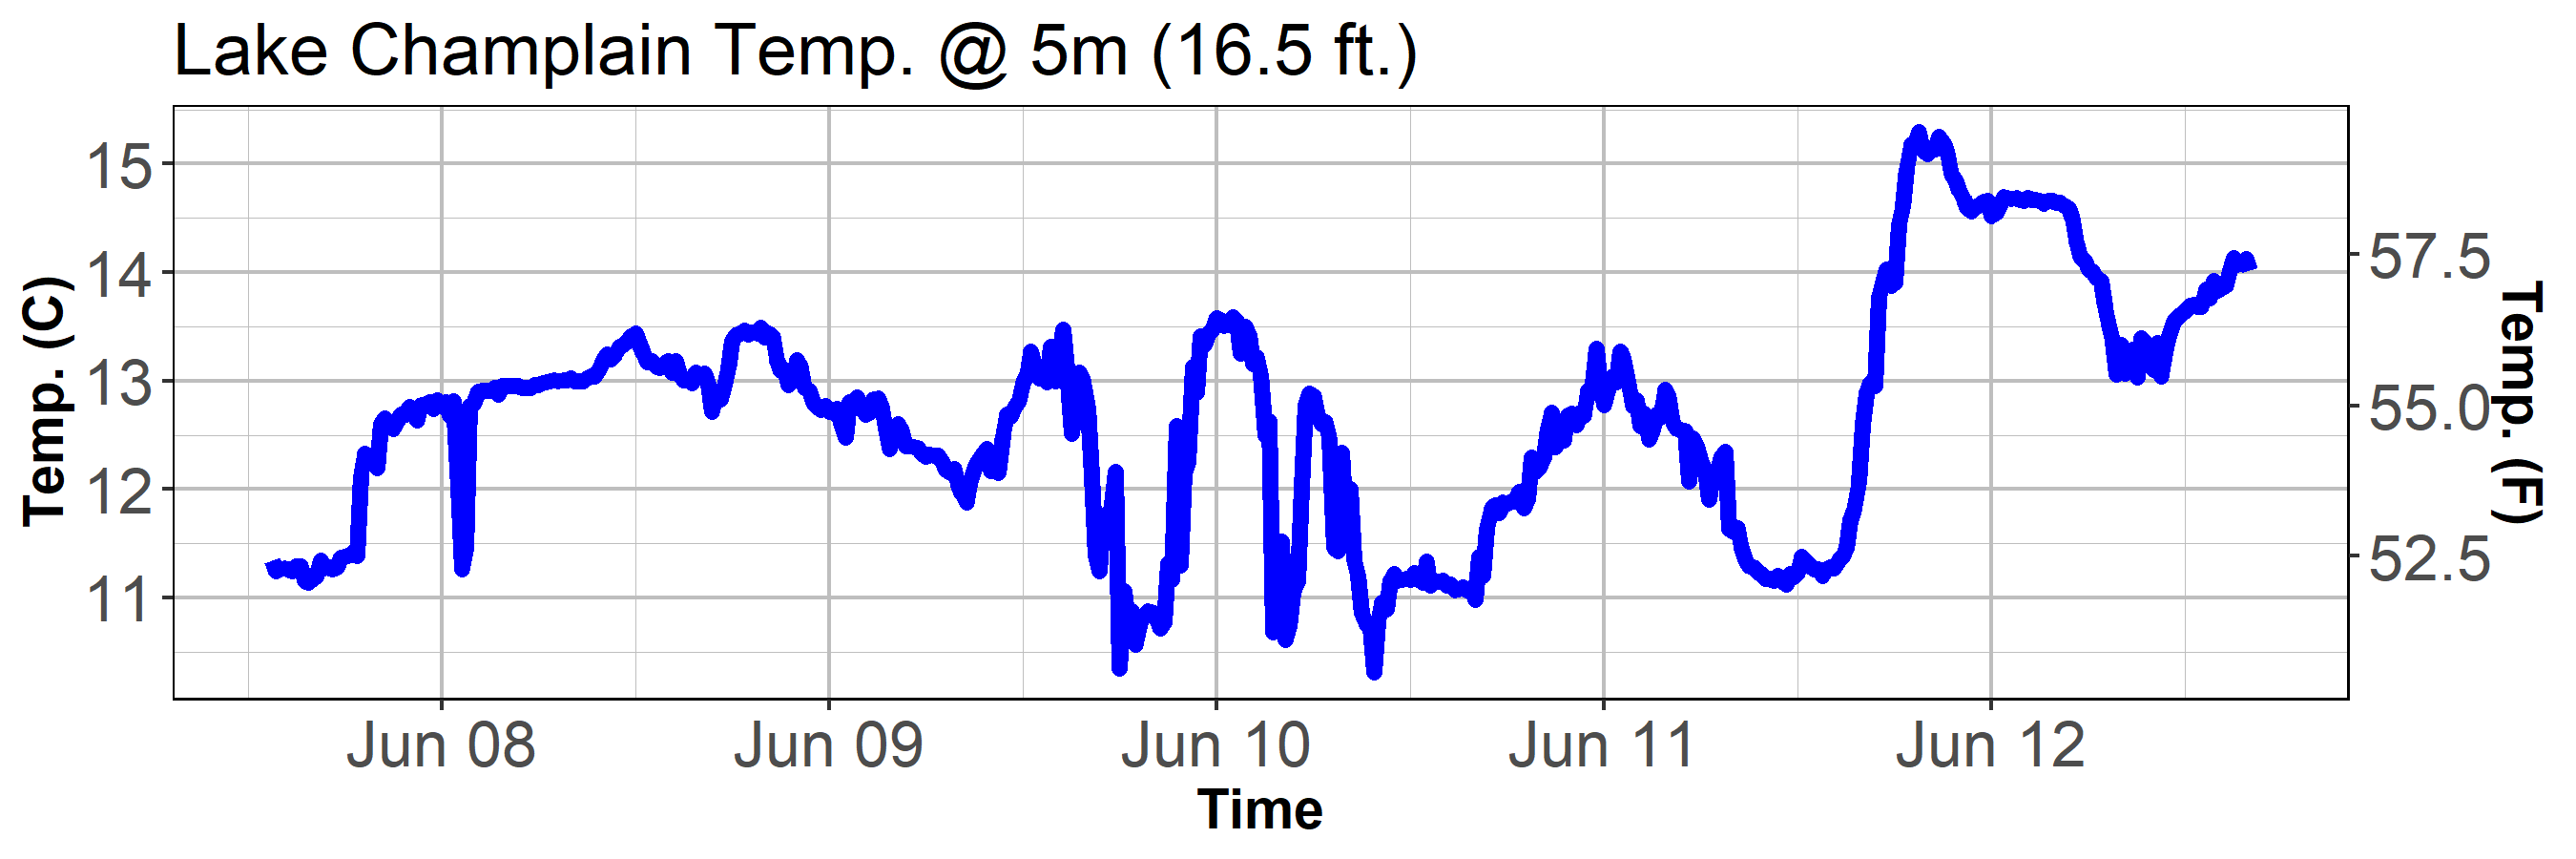 Lake Champlain Temp. @ 5m (16.5 ft.)
Temp. (C)
15
14
13
12
11
57.5
55.0
52.5
Temp. (F)
Jun 08 Jun 09 Jun 10 Jun 11 Jun 12
Time